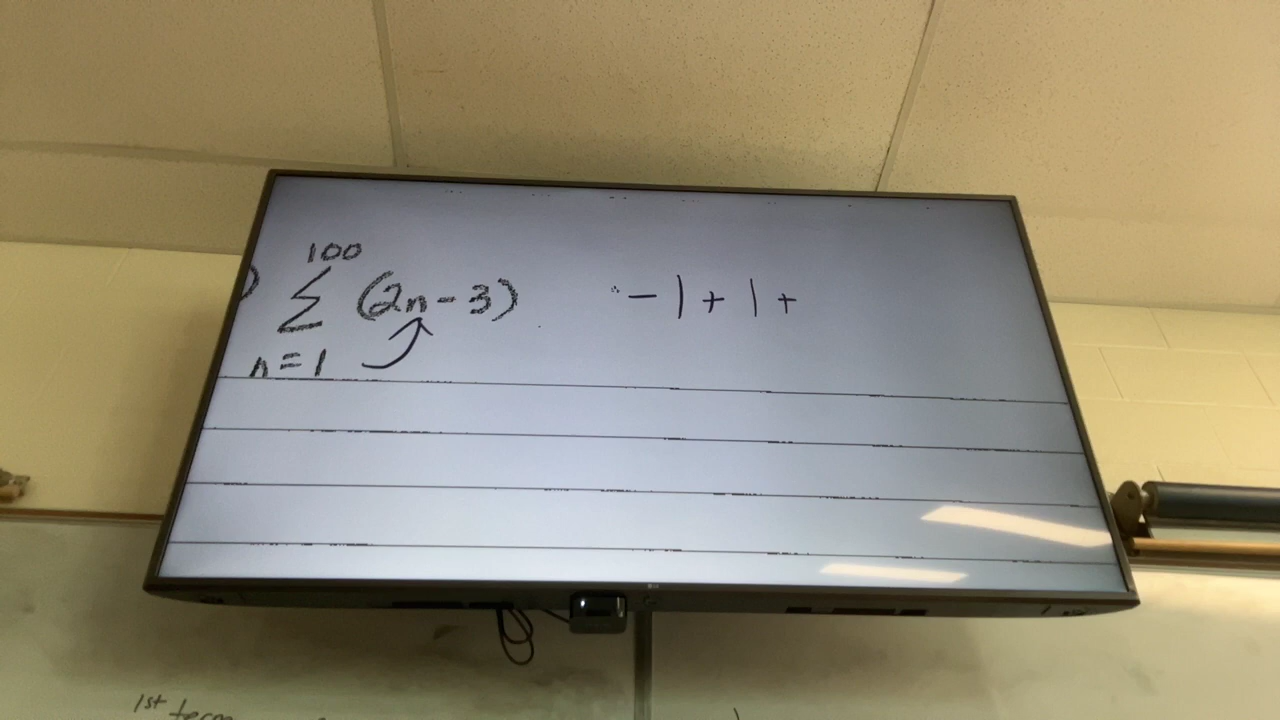 100
) Σ (2n-3) -1+1+
n=1
1st term